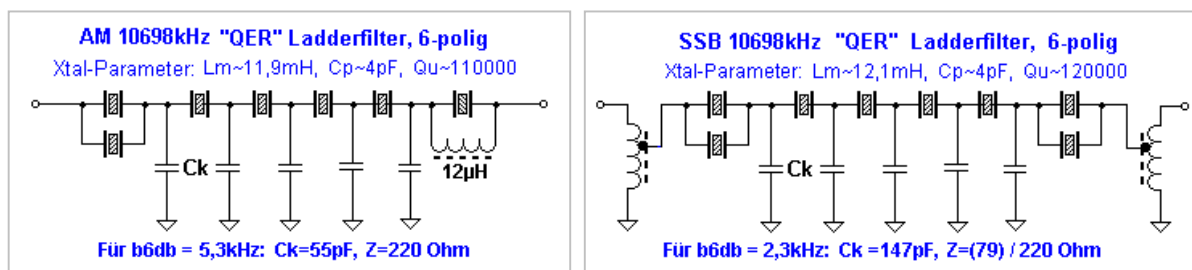 AM 10698kHz "QER" Ladderfilter, 6-polig
Xtal-Parameter: Lm~11,9mH, Cp~4pF, Qu~110000
Ck
12µH
Für b6db = 5,3kHz: Ck=55pF, Z=220 Ohm
SSB 10698kHz "QER" Ladderfilter, 6-polig
Xtal-Parameter: Lm~12,1mH, Cp~4pF, Qu~120000
Ck
Für b6db = 2,3kHz: Ck =147pF, Z=(79) / 220 Ohm